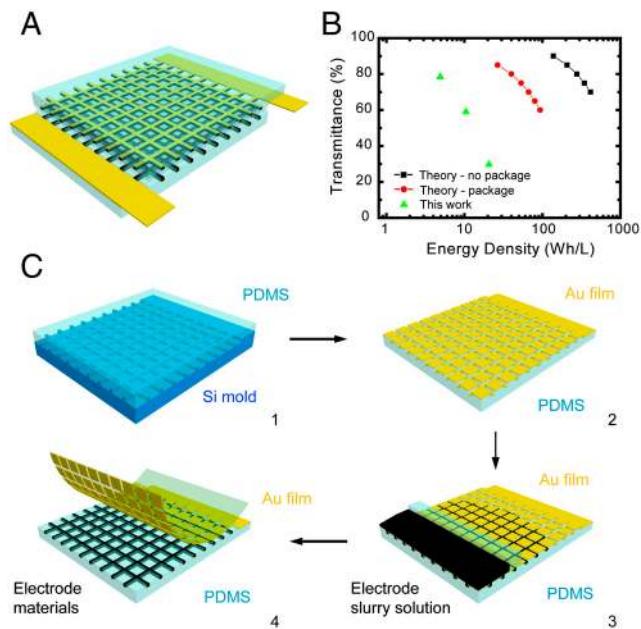 A
B
Transmittance (%)
100
80
60
40
20
0
Theory - no package
Theory - package
This work
1
10
100
1000
Energy Density (Wh/L)
C
PDMS
Si mold
1
Au film
PDMS
2
Au film
Electrode
materials
PDMS
4
Au film
Electrode
slurry solution
PDMS
3